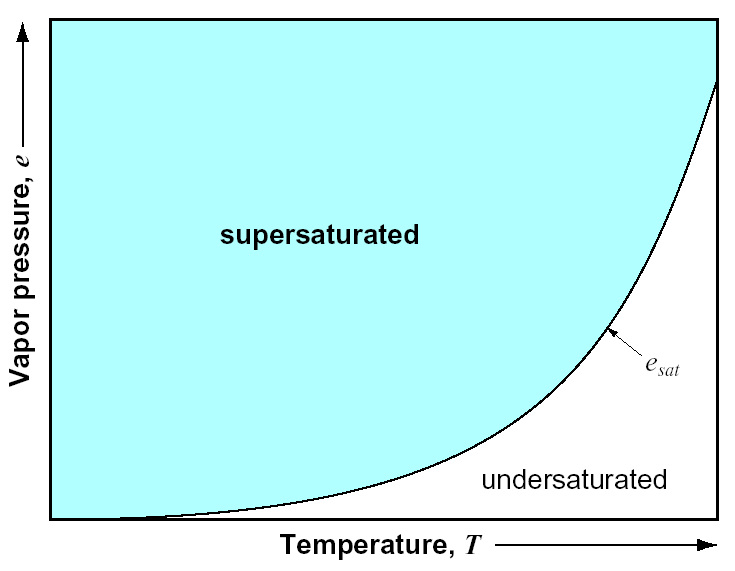 Vapor pressure, e
supersaturated
e_sat
undersaturated
Temperature, T